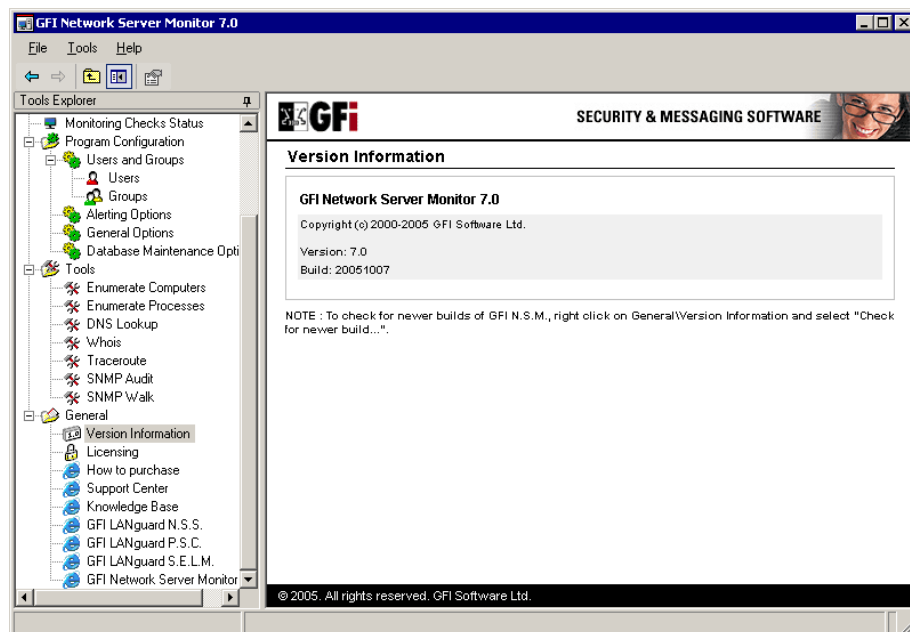 GFI Network Server Monitor 7.0
File Tools Help
Tools Explorer
Monitoring Checks Status
Program Configuration
Users and Groups
Users
Groups
Alerting Options
General Options
Database Maintenance Opti
Tools
Enumerate Computers
Enumerate Processes
DNS Lookup
Whois
Traceroute
SNMP Audit
SNMP Walk
General
Version Information
Licensing
How to purchase
Support Center
Knowledge Base
GFI LANguard N.S.S.
GFI LANguard P.S.C.
GFI LANguard S.E.L.M.
GFI Network Server Monitor
GFi
SECURITY & MESSAGING SOFTWARE
Version Information
GFI Network Server Monitor 7.0
Copyright (c) 2000-2005 GFI Software Ltd.
Version: 7.0
Build: 20051007
NOTE : To check for newer builds of GFI N.S.M., right click on General\Version Information and select "Check
for newer build...".
© 2005. All rights reserved. GFI Software Ltd.